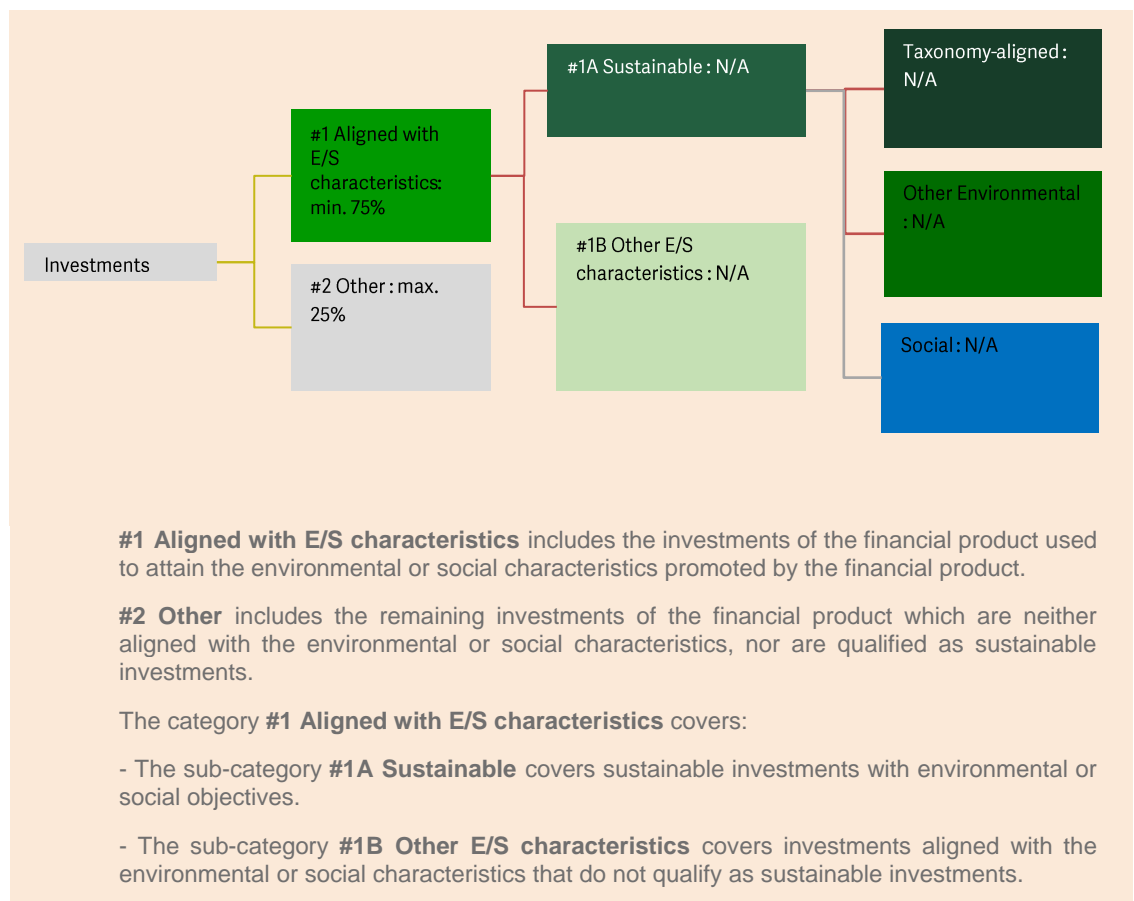 Investments
#1 Aligned with
E/S
characteristics:
min. 75%
#2 Other : max.
25%
#1A Sustainable : N/A
#1B Other E/S
characteristics : N/A
Taxonomy-aligned :
N/A
Other Environmental
: N/A
Social : N/A
#1 Aligned with E/S characteristics includes the investments of the financial product used
to attain the environmental or social characteristics promoted by the financial product.
#2 Other includes the remaining investments of the financial product which are neither
aligned with the environmental or social characteristics, nor are qualified as sustainable
investments.
The category #1 Aligned with E/S characteristics covers:
- The sub-category #1A Sustainable covers sustainable investments with environmental or
social objectives.
- The sub-category #1B Other E/S characteristics covers investments aligned with the
environmental or social characteristics that do not qualify as sustainable investments.